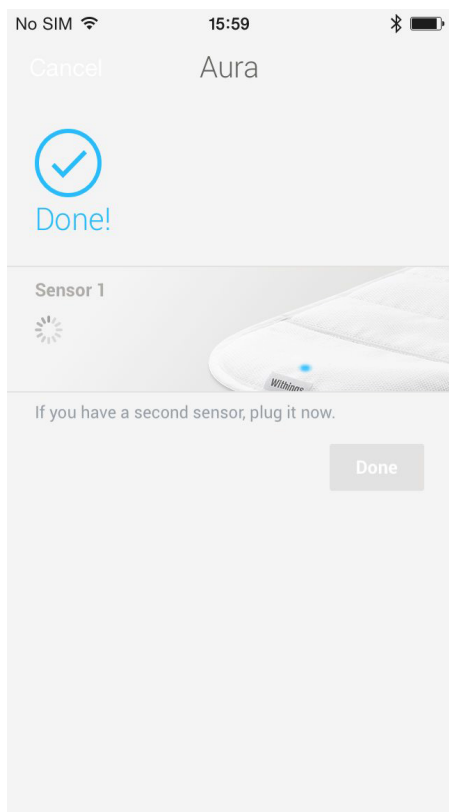 No SIM 15:59
Cancel Aura
Done!
Sensor 1
Withings
If you have a second sensor, plug it now.
Done